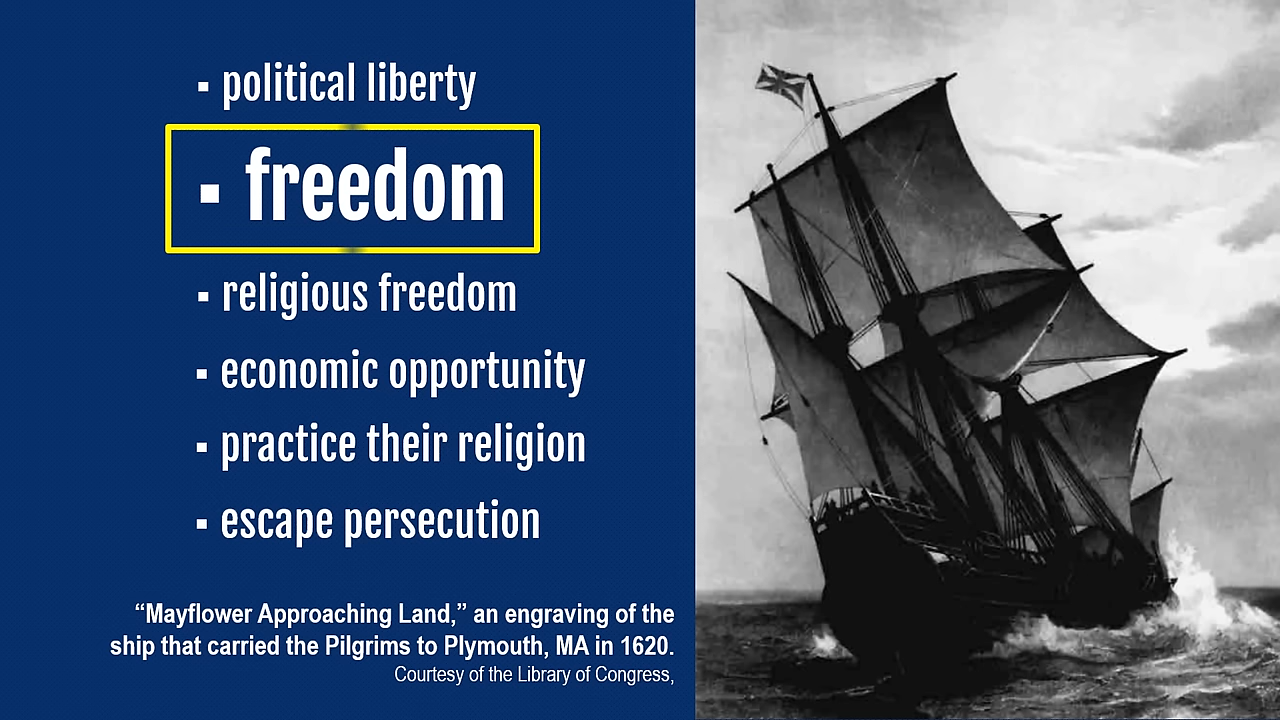 ▪ political liberty
▪ freedom
▪ religious freedom
▪ economic opportunity
▪ practice their religion
▪ escape persecution
“Mayflower Approaching Land,” an engraving of the
ship that carried the Pilgrims to Plymouth, MA in 1620.
Courtesy of the Library of Congress,